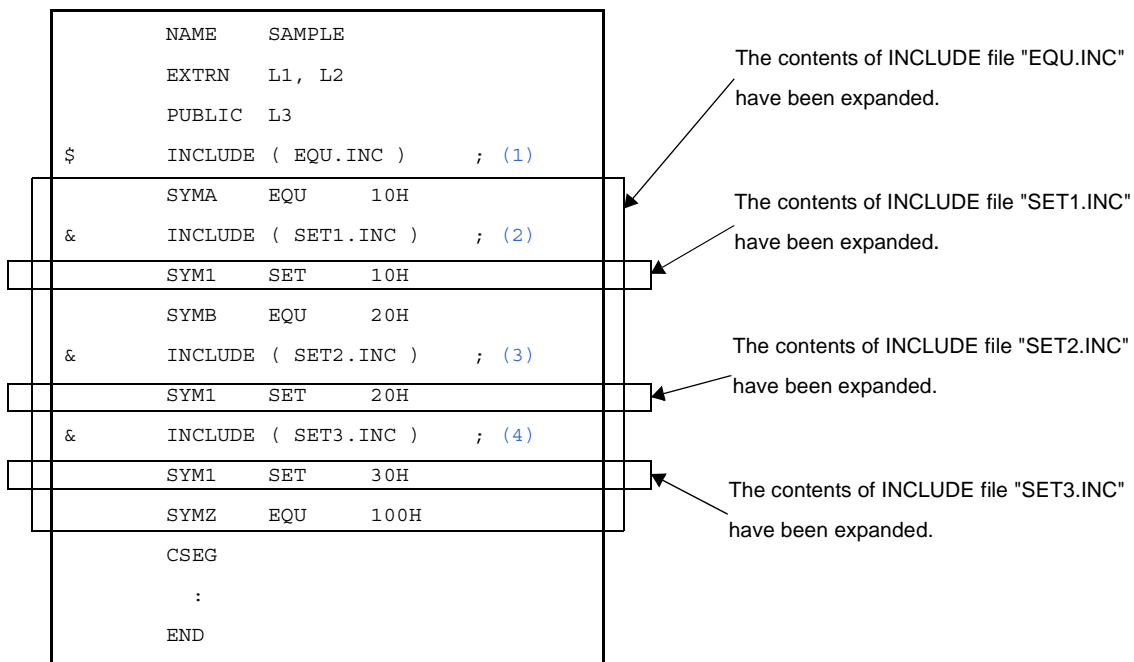 NAME SAMPLE
EXTRN L1, L2
PUBLIC L3
$ INCLUDE ( EQU.INC ) ; (1)
SYMA EQU 10H
& INCLUDE ( SET1.INC ) ; (2)
SYM1 SET 10H
SYMB EQU 20H
& INCLUDE ( SET2.INC ) ; (3)
SYM1 SET 20H
& INCLUDE ( SET3.INC ) ; (4)
SYM1 SET 30H
SYMZ EQU 100H
CSEG
:
END
The contents of INCLUDE file "EQU.INC"
have been expanded.
The contents of INCLUDE file "SET1.INC"
have been expanded.
The contents of INCLUDE file "SET2.INC"
have been expanded.
The contents of INCLUDE file "SET3.INC"
have been expanded.